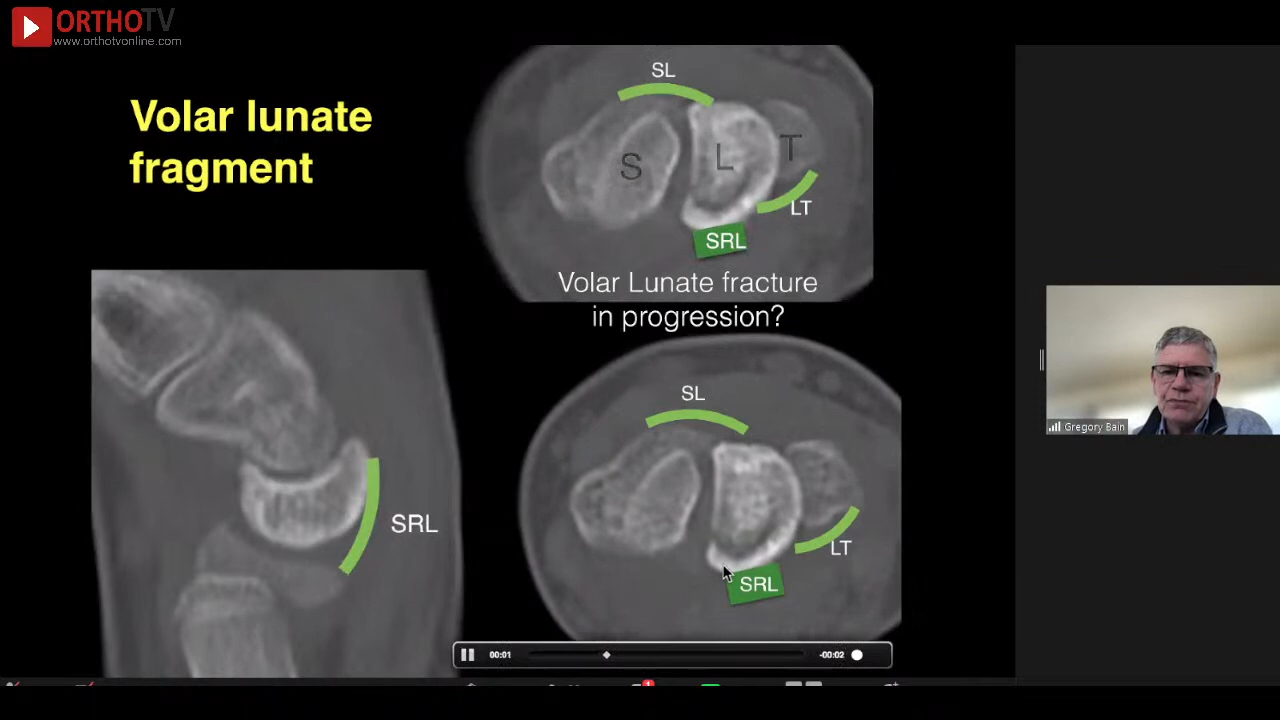 ORTHOTV
www.orthotvonline.com
Volar lunate
fragment
SL
S
L
T
LT
SRL
Volar Lunate fracture
in progression?
SL
LT
SRL
SRL
Gregory Bain
00:01
-00:02
1